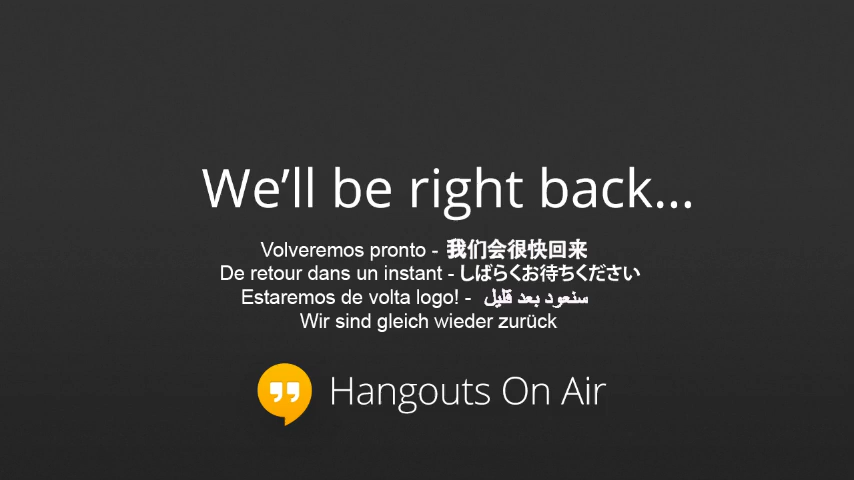 We'll be right back...
Volveremos pronto - 我们会很快回来
De retour dans un instant - しばらくお待ちください
Estaremos de volta logo! - سنعود بعد قليل
Wir sind gleich wieder zurück
Hangouts On Air